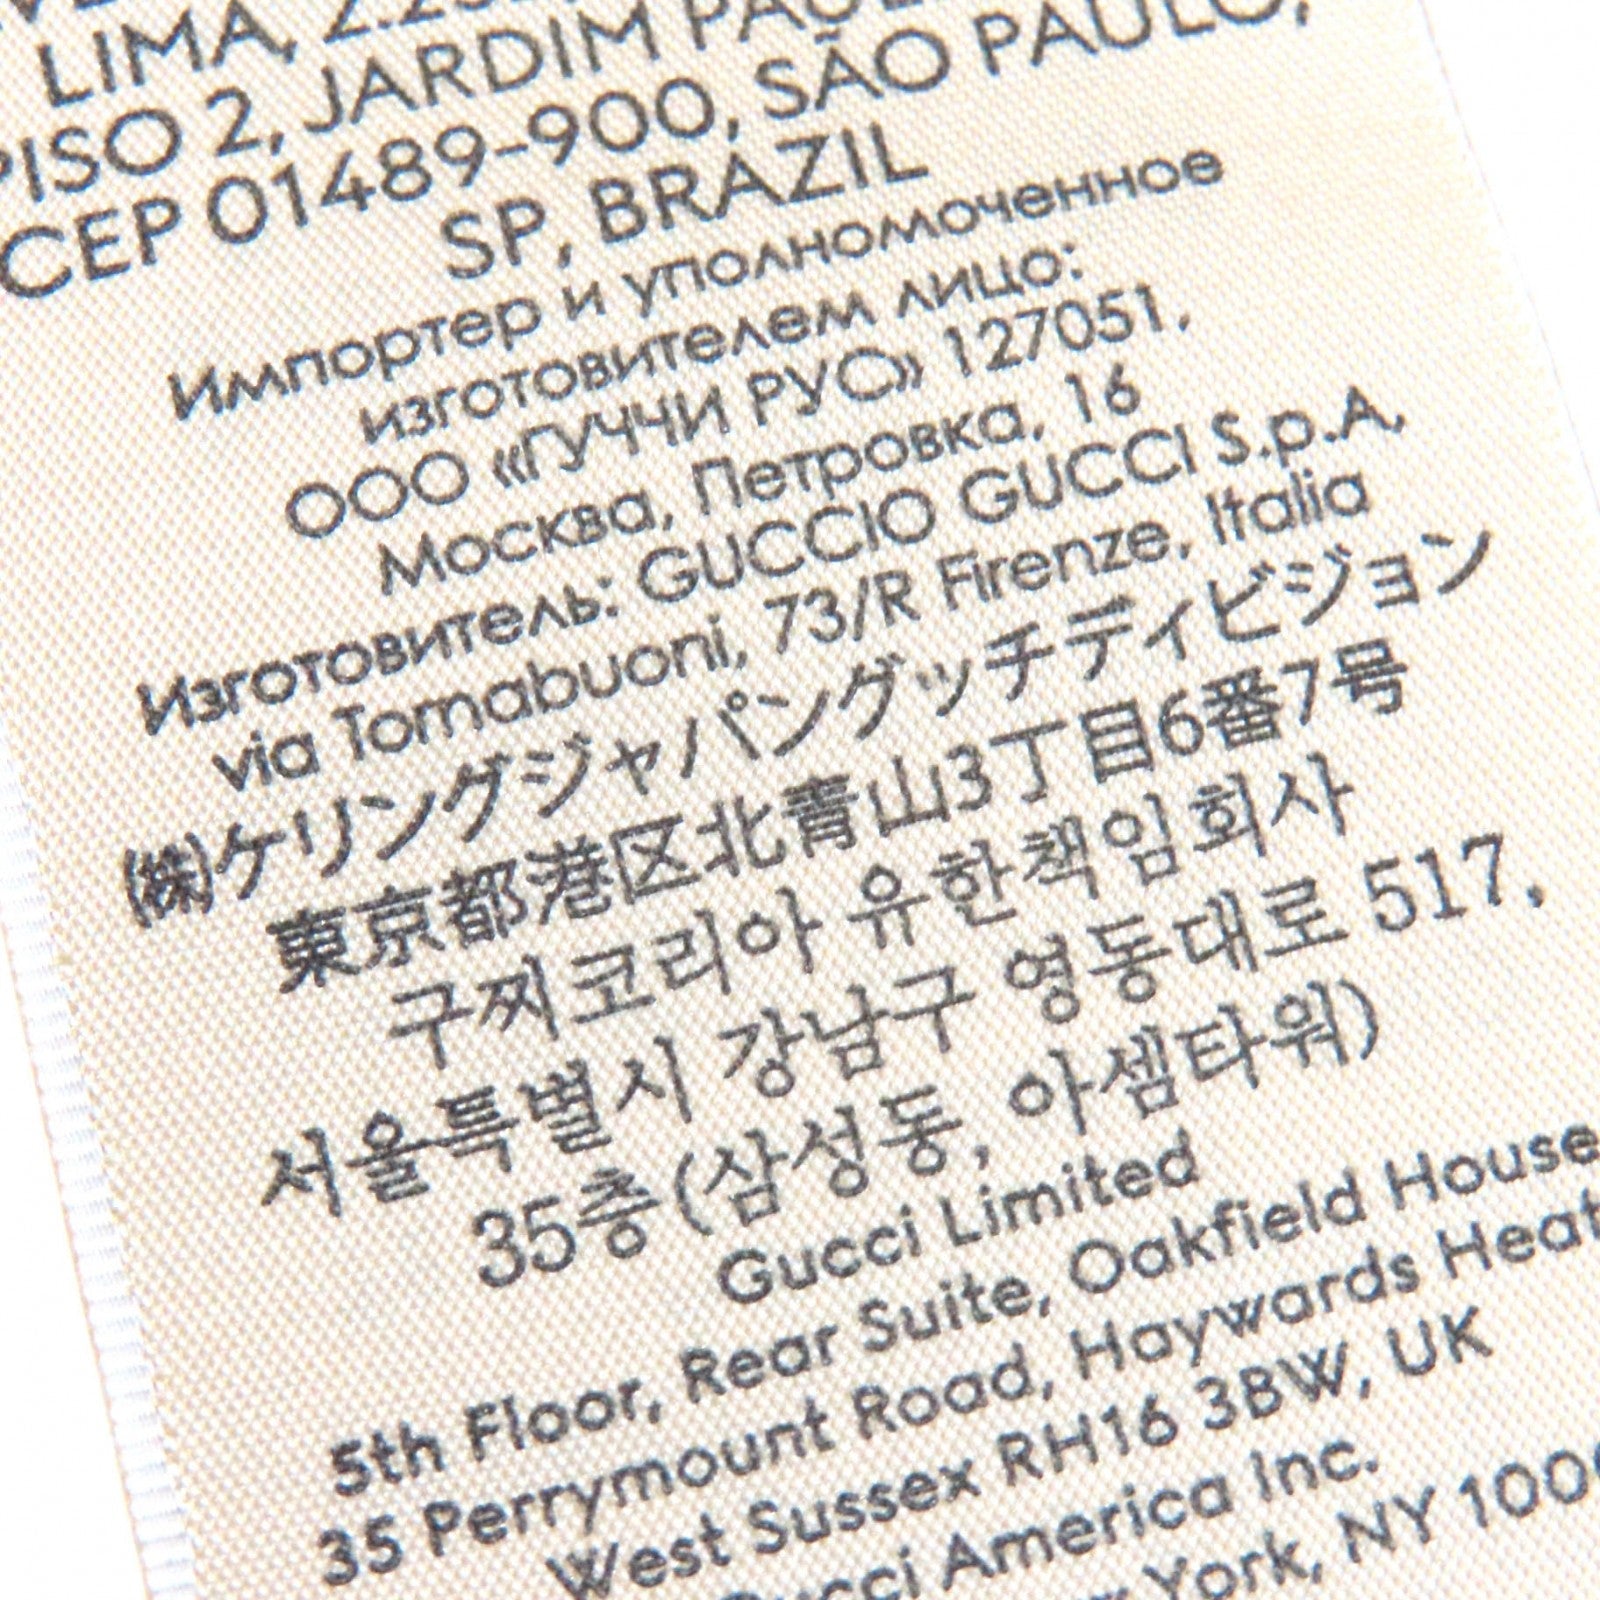 LIMA,
PISO 2, JARDIM
CEP 01489-900, SÃO PAULO,
SP, BRAZIL
Импортер и уполномоченное
изготовителем лицо:
ООО «ГУЧЧИ РУС» 127051,
Москва, Петровка, 16
Изготовитель: GUCCIO GUCCI S.p.A,
via Tornabuoni, 73/R Firenze, Italia
(株)ケリングジャパングッチディビジョン
東京都港区北青山3丁目6番7号
구찌코리아 유한책임회사
서울특별시 강남구 영동대로 517,
35층(삼성동, 아셈타워)
Gucci Limited
5th Floor, Rear Suite, Oakfield House
35 Perrymount Road, Haywards Heat
West Sussex RH16 3BW, UK
Gucci America Inc.
York, NY 100